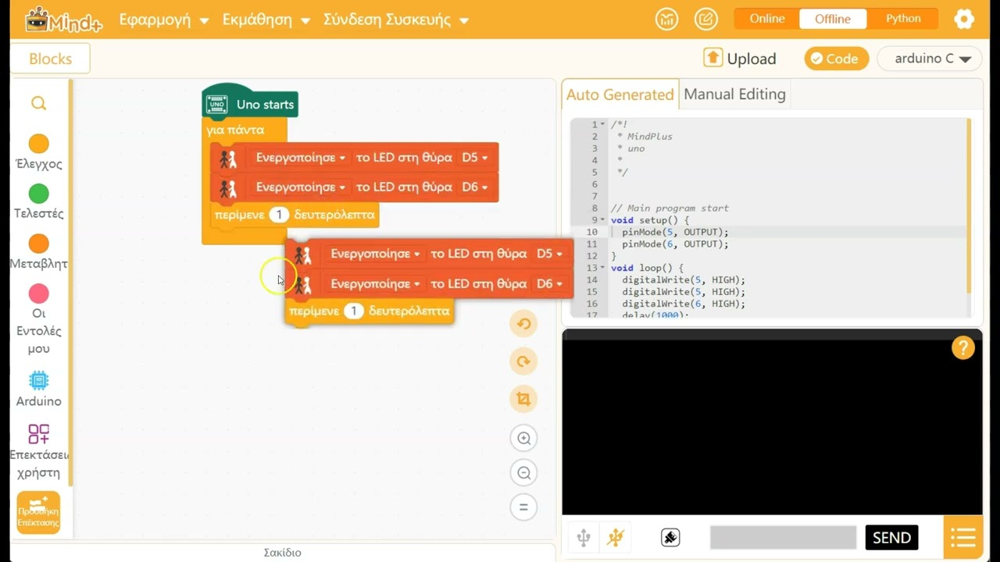 Mind+
Εφαρμογή
Εκμάθηση
Σύνδεση Συσκευής
Online
Offline
Python
Blocks
Upload
Code
arduino C
Έλεγχος
Τελεστές
Μεταβλητ
Οι
Εντολές
μου
Arduino
Επεκτάσει
χρήστη
Προσθήκη
Επέκτασης
UNO Uno starts
για πάντα
Ενεργοποίησε το LED στη θύρα D5
Ενεργοποίησε το LED στη θύρα D6
περίμενε 1 δευτερόλεπτα
Ενεργοποίησε το LED στη θύρα D5
Ενεργοποίησε το LED στη θύρα D6
περίμενε 1 δευτερόλεπτα
Σακίδιο
Auto Generated
Manual Editing
1 /*!
2 * MindPlus
3 * uno
4 *
5 */
6
7
8 // Main program start
9 void setup() {
10 pinMode(5, OUTPUT);
11 pinMode(6, OUTPUT);
12 }
13 void loop() {
14 digitalWrite(5, HIGH);
15 digitalWrite(5, HIGH);
16 digitalWrite(6, HIGH);
17 delay(1000);
?
SEND